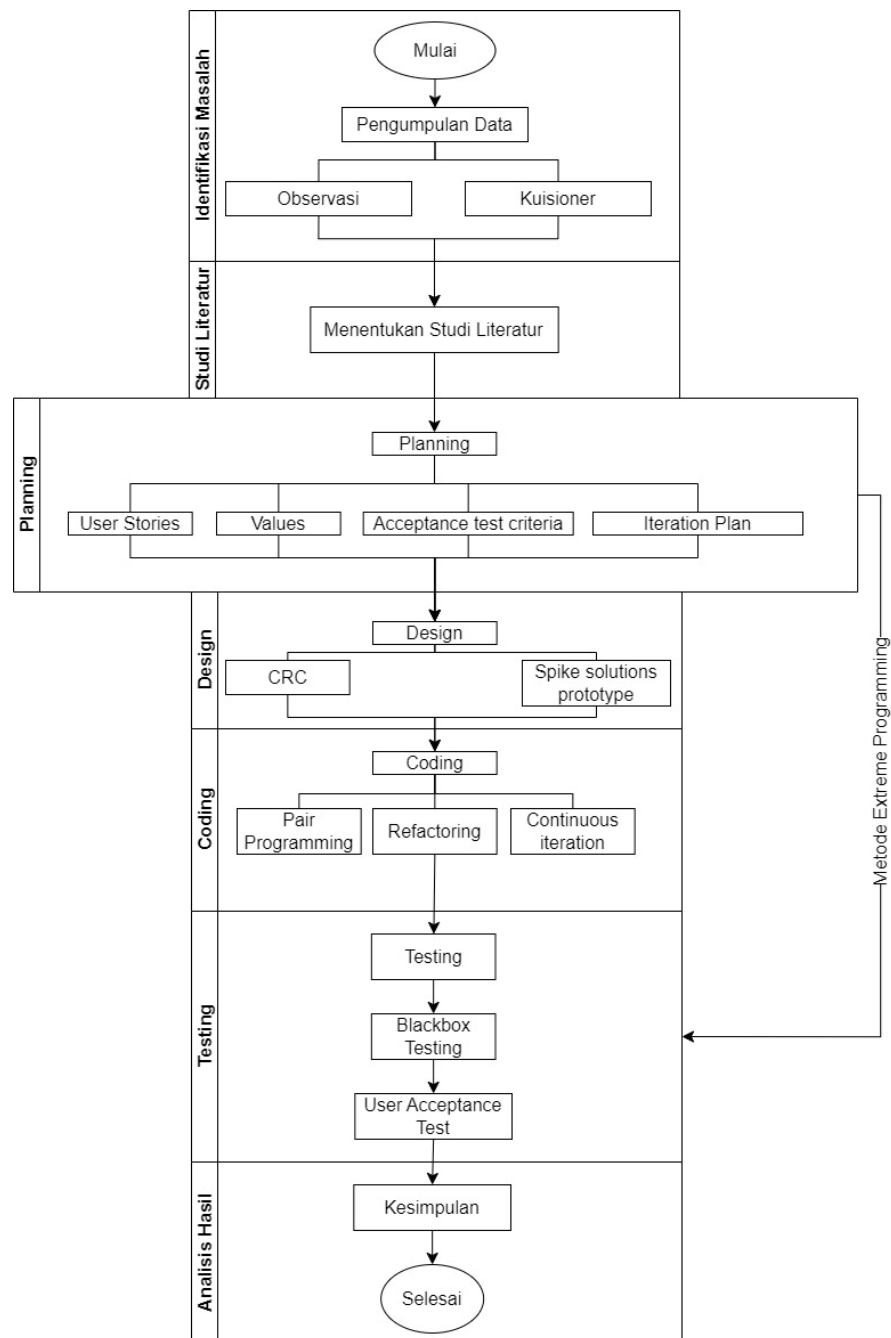 Identifikasi Masalah
Mulai
Pengumpulan Data
Observasi
Kuisioner
Studi Literatur
Menentukan Studi Literatur
Planning
Planning
User Stories
Values
Acceptance test criteria
Iteration Plan
Metode Extreme Programming
Design
Design
CRC
Spike solutions
prototype
Coding
Coding
Pair
Programming
Refactoring
Continuous
iteration
Testing
Testing
Blackbox
Testing
User Acceptance
Test
Analisis Hasil
Kesimpulan
Selesai